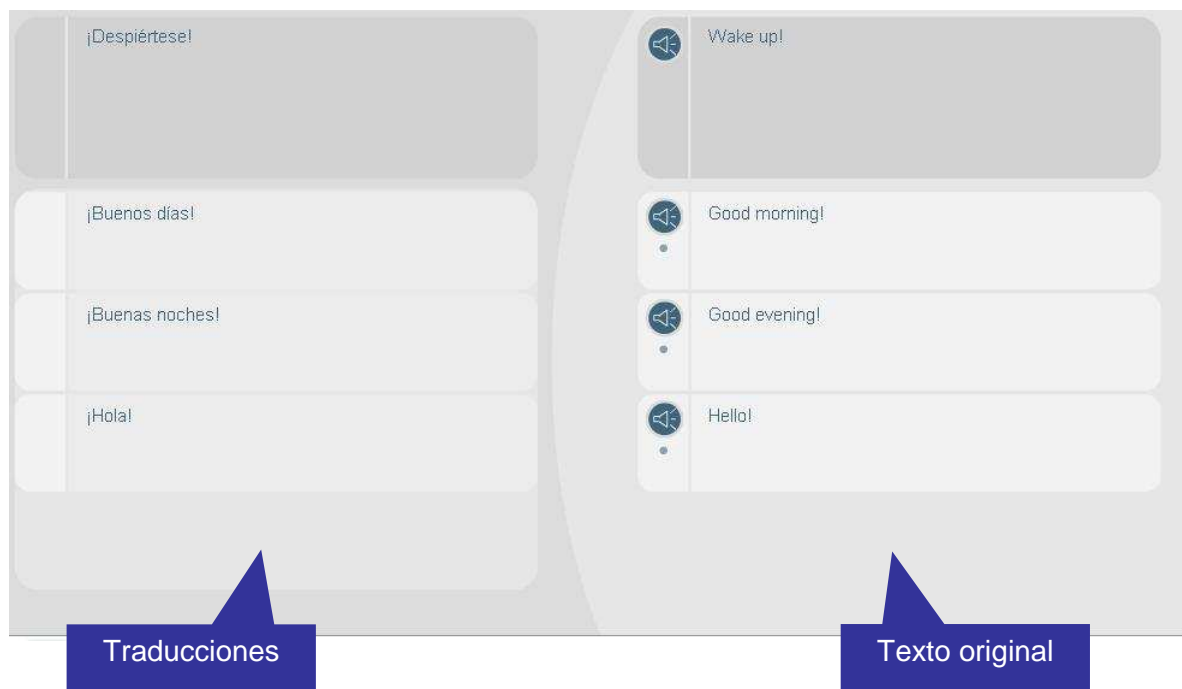 ¡Despiértese!
Wake up!
¡Buenos días!
Good morning!
¡Buenas noches!
Good evening!
¡Hola!
Hello!
Traducciones
Texto original